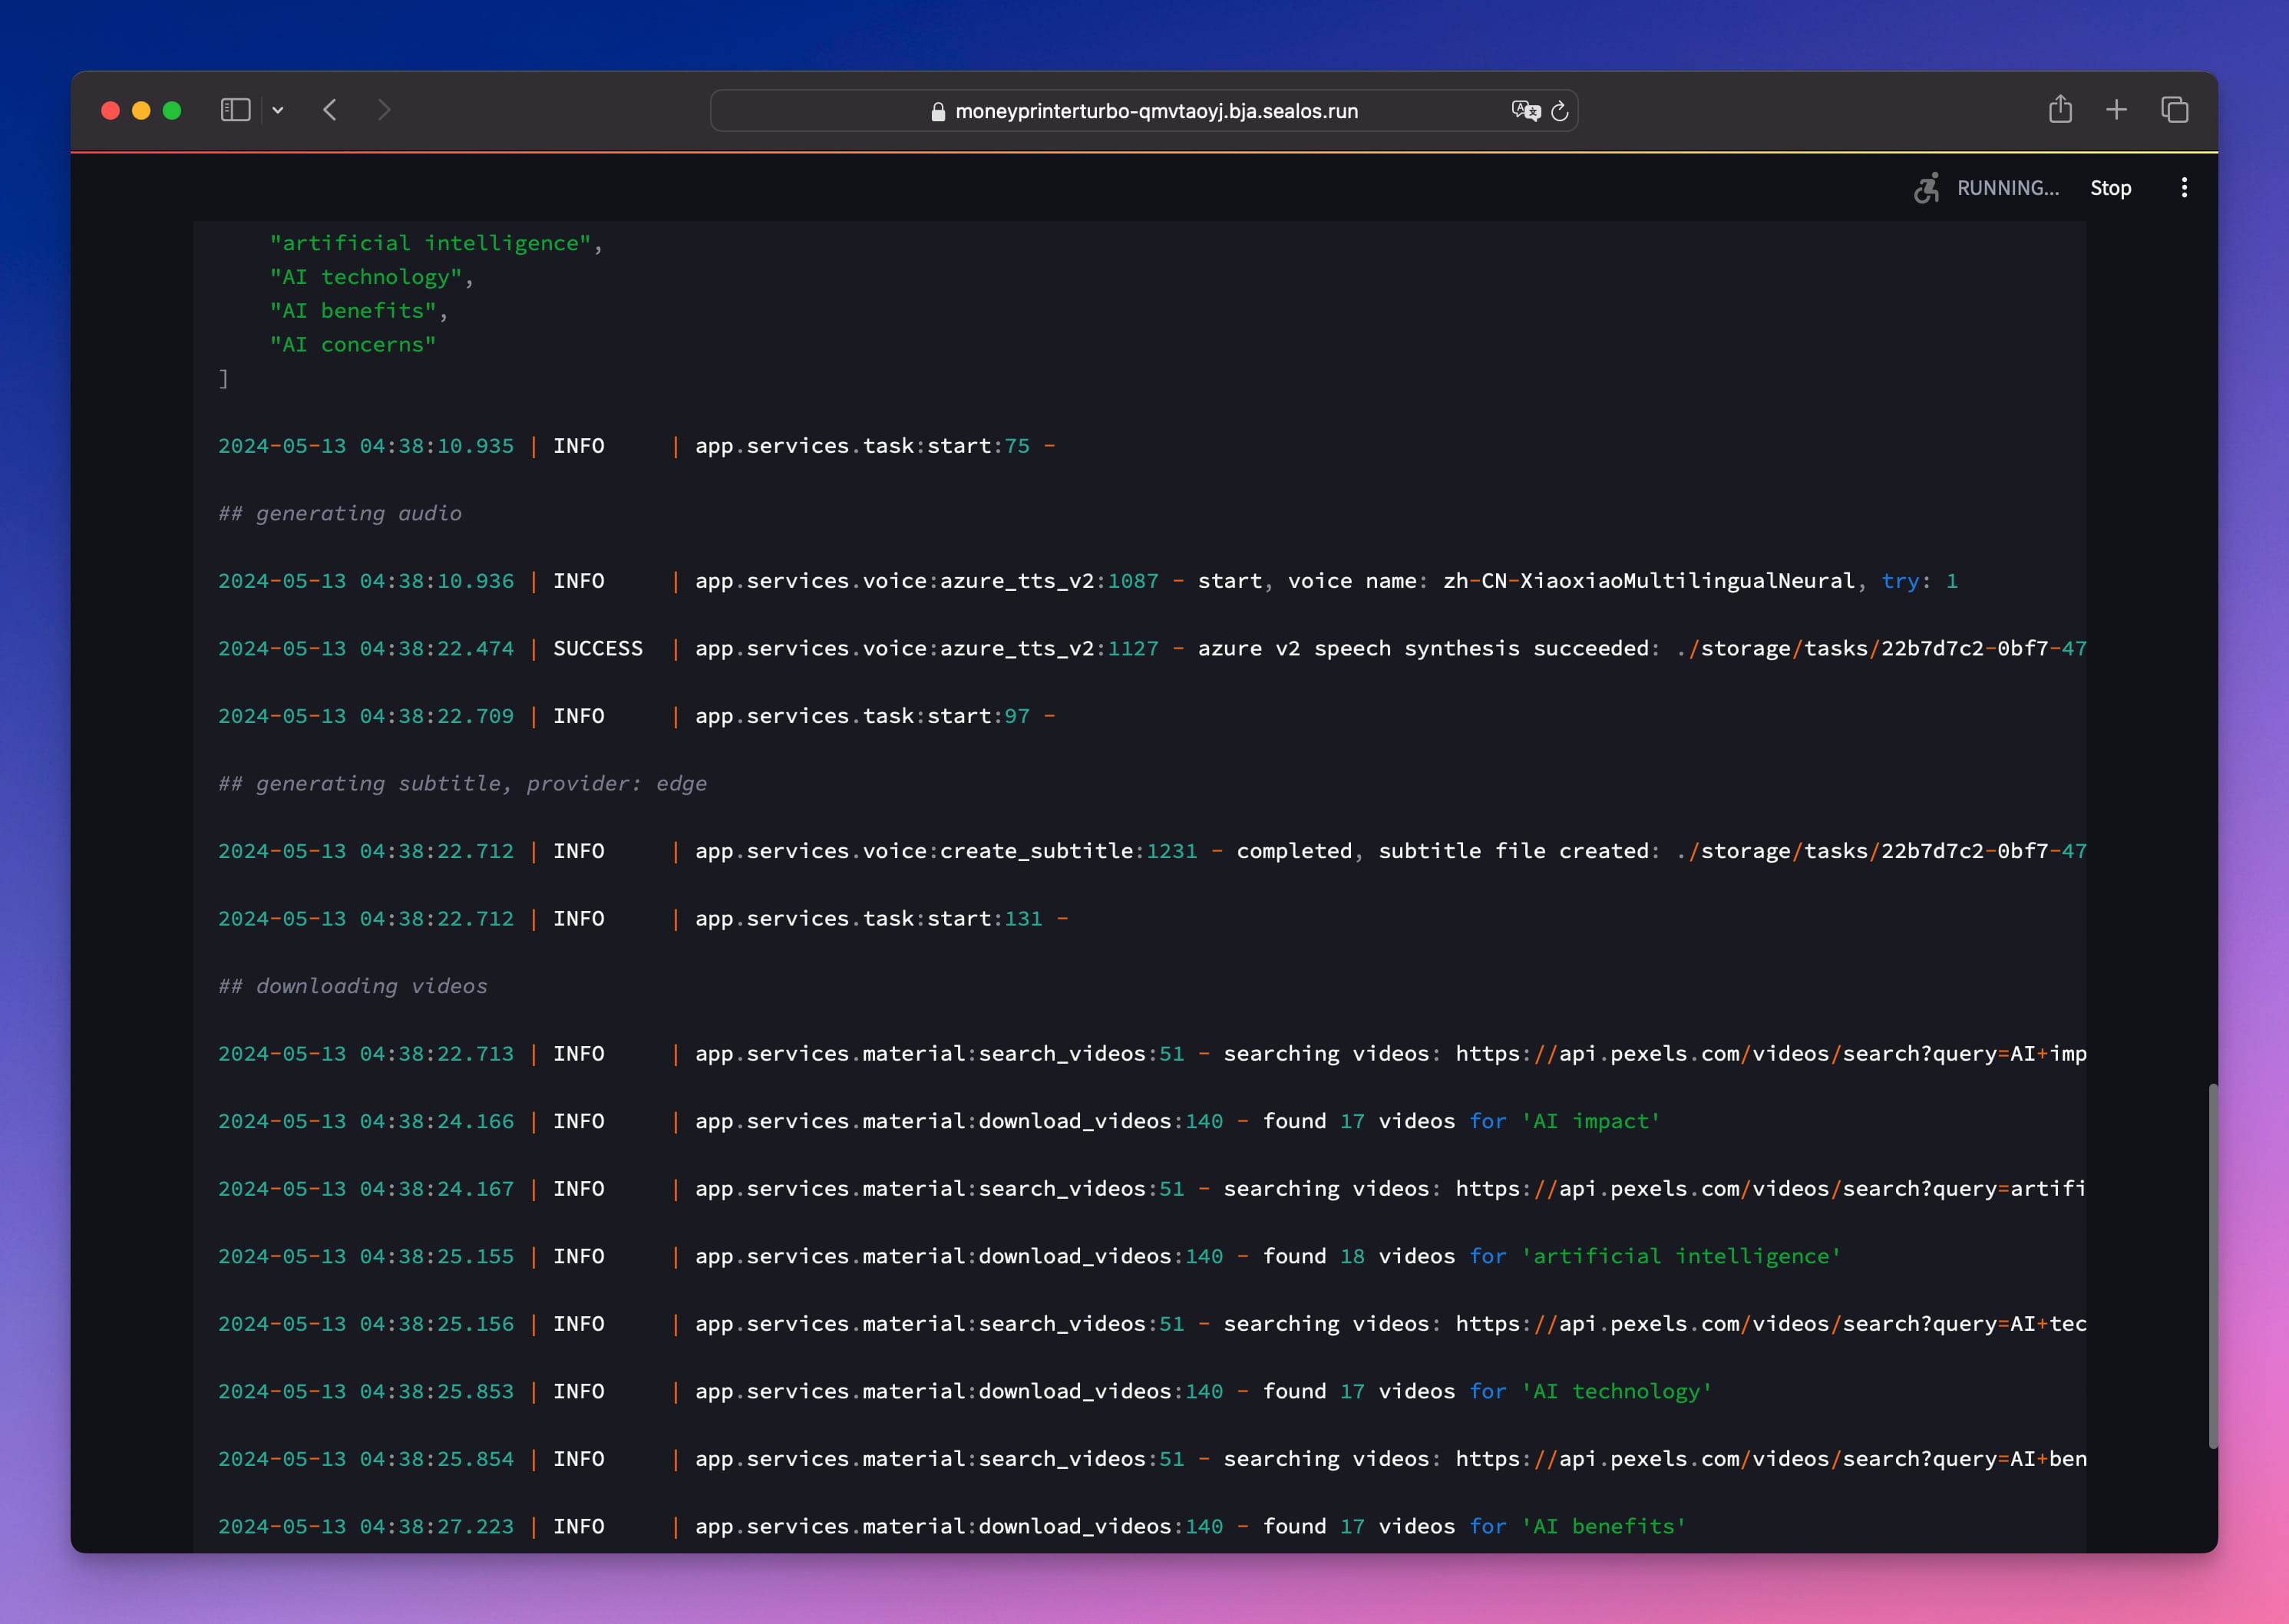 moneyprinterturbo-qmvtaoyj.bja.sealos.run
RUNNING... Stop
"artificial intelligence",
"AI technology",
"AI benefits",
"AI concerns"
]
2024-05-13 04:38:10.935 | INFO | app.services.task:start:75 -
## generating audio
2024-05-13 04:38:10.936 | INFO | app.services.voice:azure_tts_v2:1087 - start, voice name: zh-CN-XiaoxiaoMultilingualNeural, try: 1
2024-05-13 04:38:22.474 | SUCCESS | app.services.voice:azure_tts_v2:1127 - azure v2 speech synthesis succeeded: ./storage/tasks/22b7d7c2-0bf7-47
2024-05-13 04:38:22.709 | INFO | app.services.task:start:97 -
## generating subtitle, provider: edge
2024-05-13 04:38:22.712 | INFO | app.services.voice:create_subtitle:1231 - completed, subtitle file created: ./storage/tasks/22b7d7c2-0bf7-47
2024-05-13 04:38:22.712 | INFO | app.services.task:start:131 -
## downloading videos
2024-05-13 04:38:22.713 | INFO | app.services.material:search_videos:51 - searching videos: https://api.pexels.com/videos/search?query=AI+imp
2024-05-13 04:38:24.166 | INFO | app.services.material:download_videos:140 - found 17 videos for 'AI impact'
2024-05-13 04:38:24.167 | INFO | app.services.material:search_videos:51 - searching videos: https://api.pexels.com/videos/search?query=artifi
2024-05-13 04:38:25.155 | INFO | app.services.material:download_videos:140 - found 18 videos for 'artificial intelligence'
2024-05-13 04:38:25.156 | INFO | app.services.material:search_videos:51 - searching videos: https://api.pexels.com/videos/search?query=AI+tec
2024-05-13 04:38:25.853 | INFO | app.services.material:download_videos:140 - found 17 videos for 'AI technology'
2024-05-13 04:38:25.854 | INFO | app.services.material:search_videos:51 - searching videos: https://api.pexels.com/videos/search?query=AI+ben
2024-05-13 04:38:27.223 | INFO | app.services.material:download_videos:140 - found 17 videos for 'AI benefits'